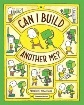 CAN I BUILD
ANOTHER ME?